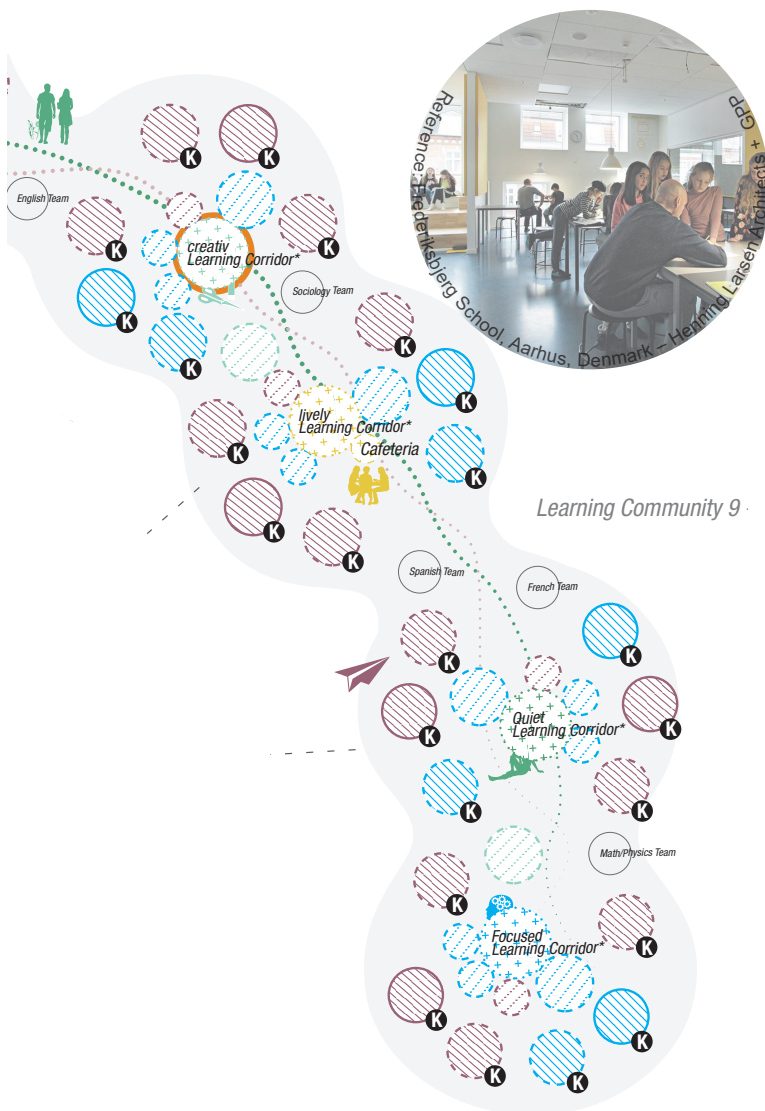 Reference: Frederiksbjerg School, Aarhus, Denmark – Henning Larsen Architects + GPP
K
K
English Team
K
K
creativ
Learning Corridor*
Sociology Team
K
K
K
K
lively
Learning Corridor*
Cafeteria
K
K
K
Learning Community 9
K
K
Spanish Team
French Team
K
K
Quiet
Learning Corridor*
K
K
K
K
Math/Physics Team
K
Focused
Learning Corridor*
K
K
K
K
K